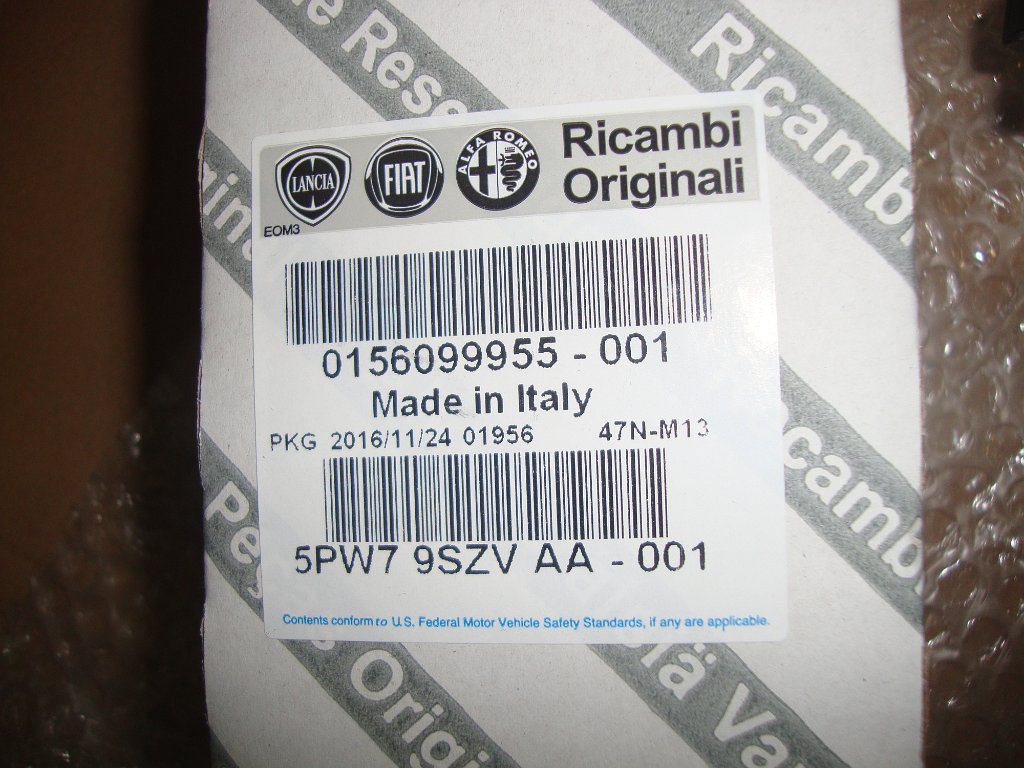 Ricambi
LANCIA
FIAT
ALFA ROMEO
Ricambi
Originali
EOM3
0156099955 - 001
Made in Italy
PKG 2016/11/24 01956 47N-M13
5PW7 9SZV AA - 001
Contents conform to U.S. Federal Motor Vehicle Safety Standards, if any are applicable.